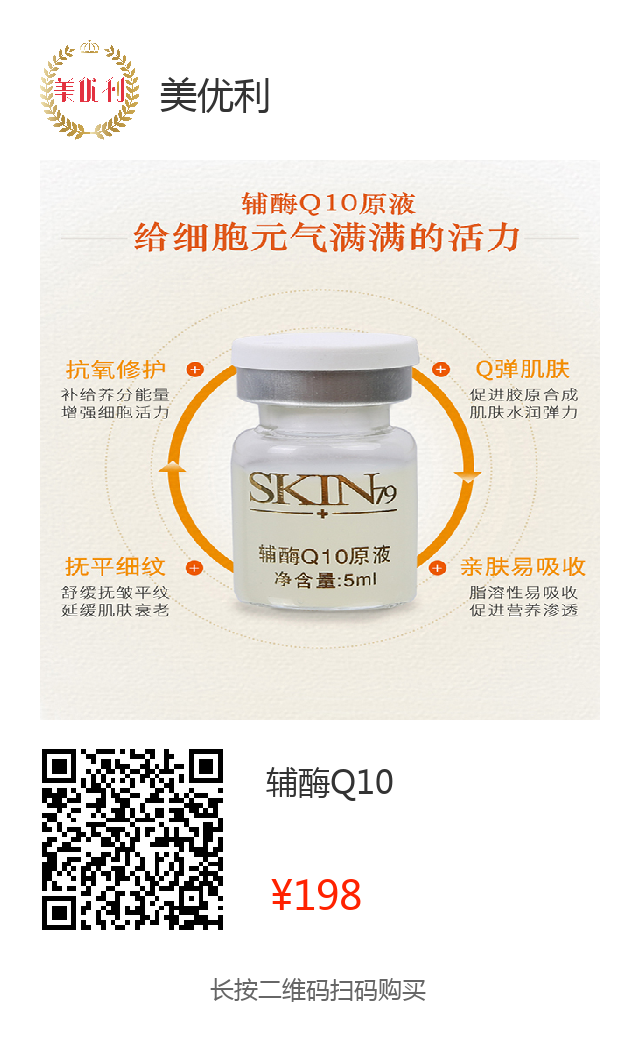 美优利
美优利
辅酶Q10原液
给细胞元气满满的活力
抗氧修护
补给养分能量
增强细胞活力
Q弹肌肤
促进胶原合成
肌肤水润弹力
SKIN79
辅酶Q10原液
净含量:5ml
抚平细纹
舒缓抚皱平纹
延缓肌肤衰老
亲肤易吸收
脂溶性易吸收
促进营养渗透
辅酶Q10
¥198
长按二维码扫码购买